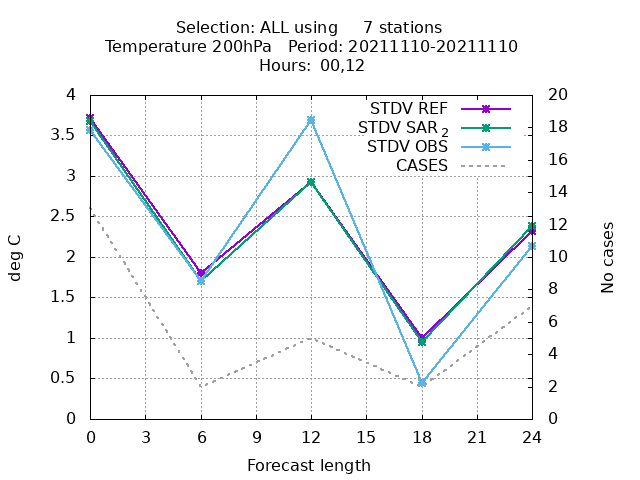 Selection: ALL using     7 stations
Temperature 200hPa   Period: 20211110-20211110
Hours:  00,12
4
3.5
3
2.5
2
1.5
1
0.5
0
deg C
20
18
16
14
12
10
8
6
4
2
0
No cases
STDV REF
STDV SAR 2
STDV OBS
CASES
0 3 6 9 12 15 18 21 24
Forecast length